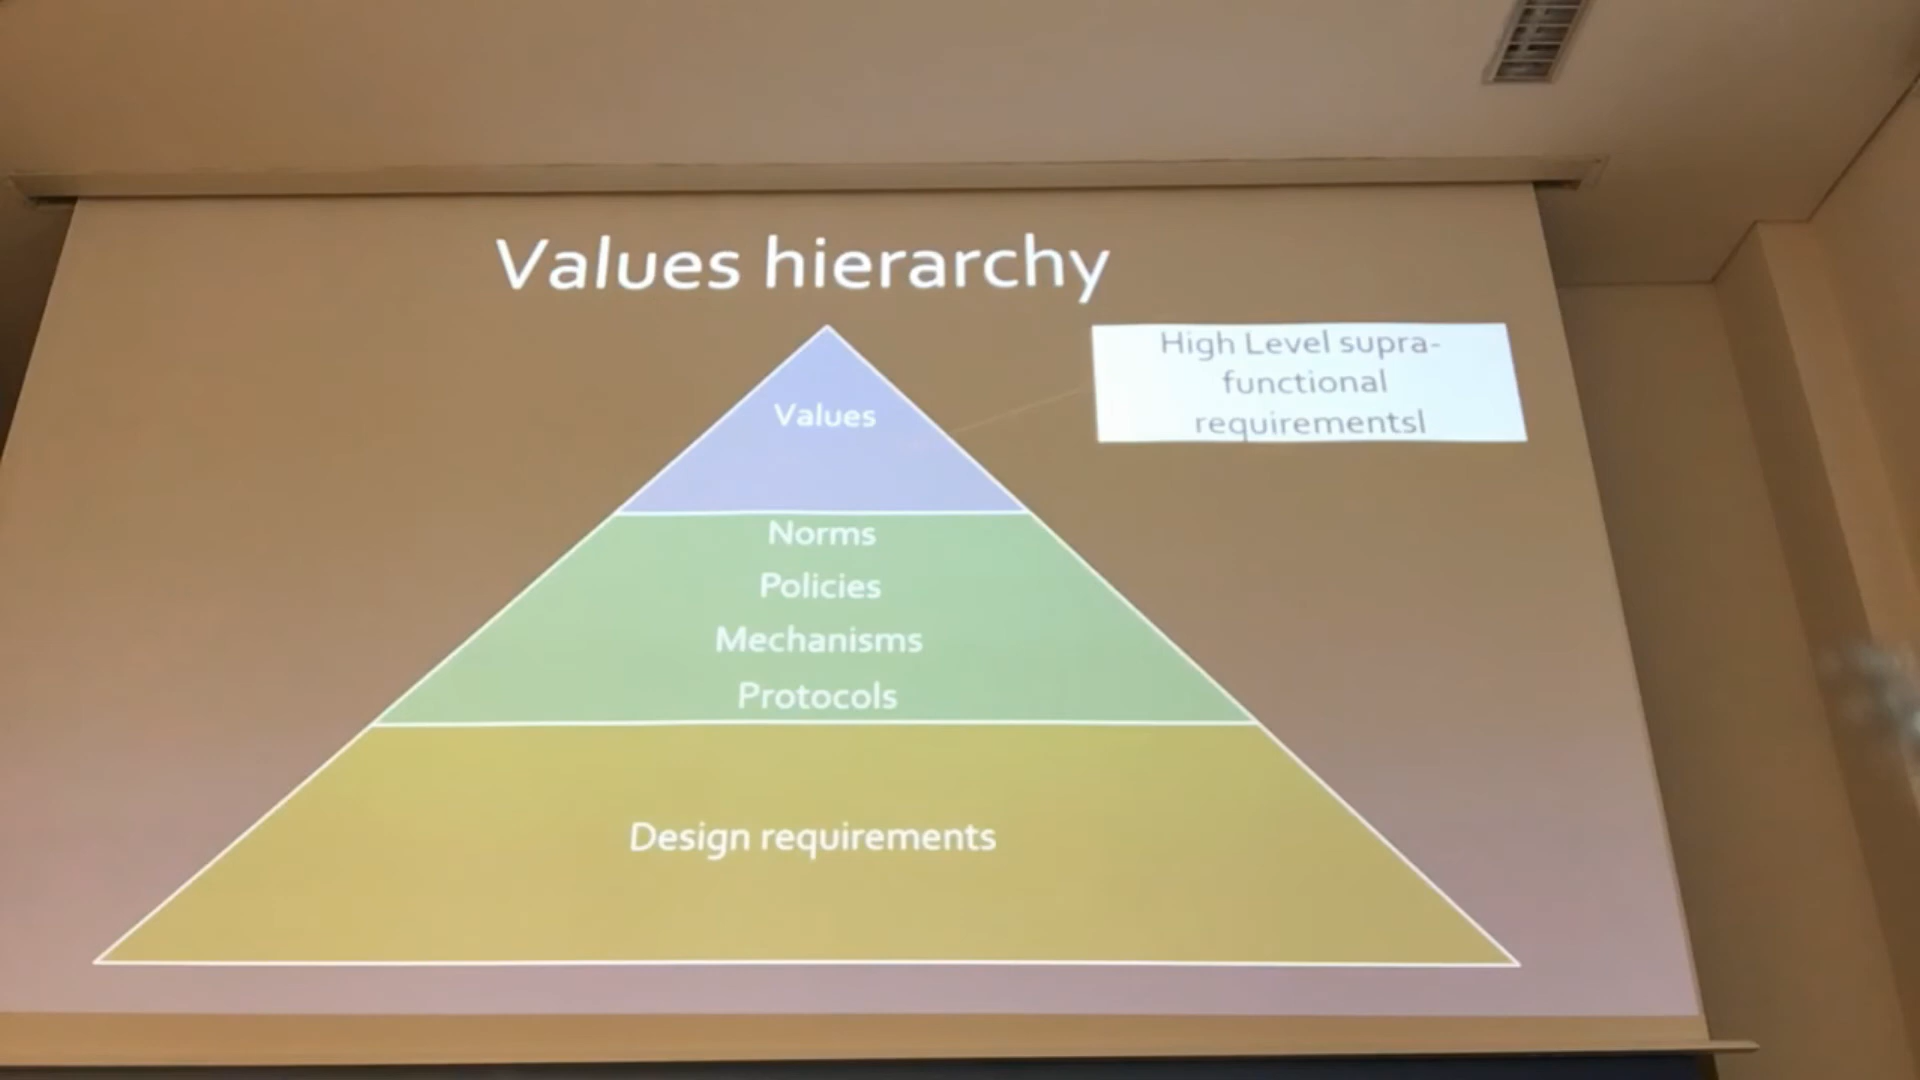 Values hierarchy
High Level supra-
functional
requirementsl
Values
Norms
Policies
Mechanisms
Protocols
Design requirements